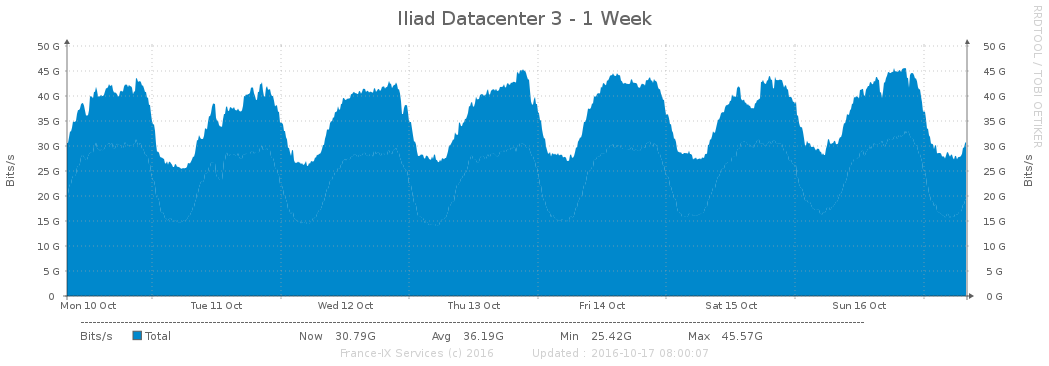 Iliad Datacenter 3 - 1 Week
RRDTOOL / TOBI OETIKER
50 G 50 G
45 G 45 G
40 G 40 G
35 G 35 G
30 G 30 G
25 G 25 G
20 G 20 G
15 G 15 G
10 G 10 G
5 G 5 G
0 0 G
Bits/s Bits/s
Mon 10 Oct Tue 11 Oct Wed 12 Oct Thu 13 Oct Fri 14 Oct Sat 15 Oct Sun 16 Oct
Bits/s Total Now 30.79G Avg 36.19G Min 25.42G Max 45.57G
France-IX Services (c) 2016 Updated : 2016-10-17 08:00:07